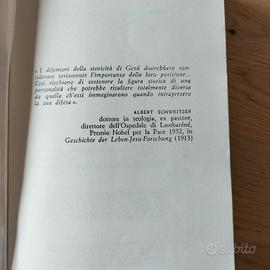 « I difensori della storicità di Gesù dovrebbero con-
siderare seriamente l'importanza della loro posizione...
Essi rischiano di sostenere la figura storica di una
personalità che potrebbe risultare totalmente diversa
da quella ch'essi immaginarono quando intrapresero
la sua difesa».
ALBERT SCHWEITZER
dottore in teologia, ex pastor,
direttore dell'Ospedale di Lambaréné,
Premio Nobel per la Pace 1952, in
Geschichte der Leben-Jesu-Forschung (1913)
subito.it